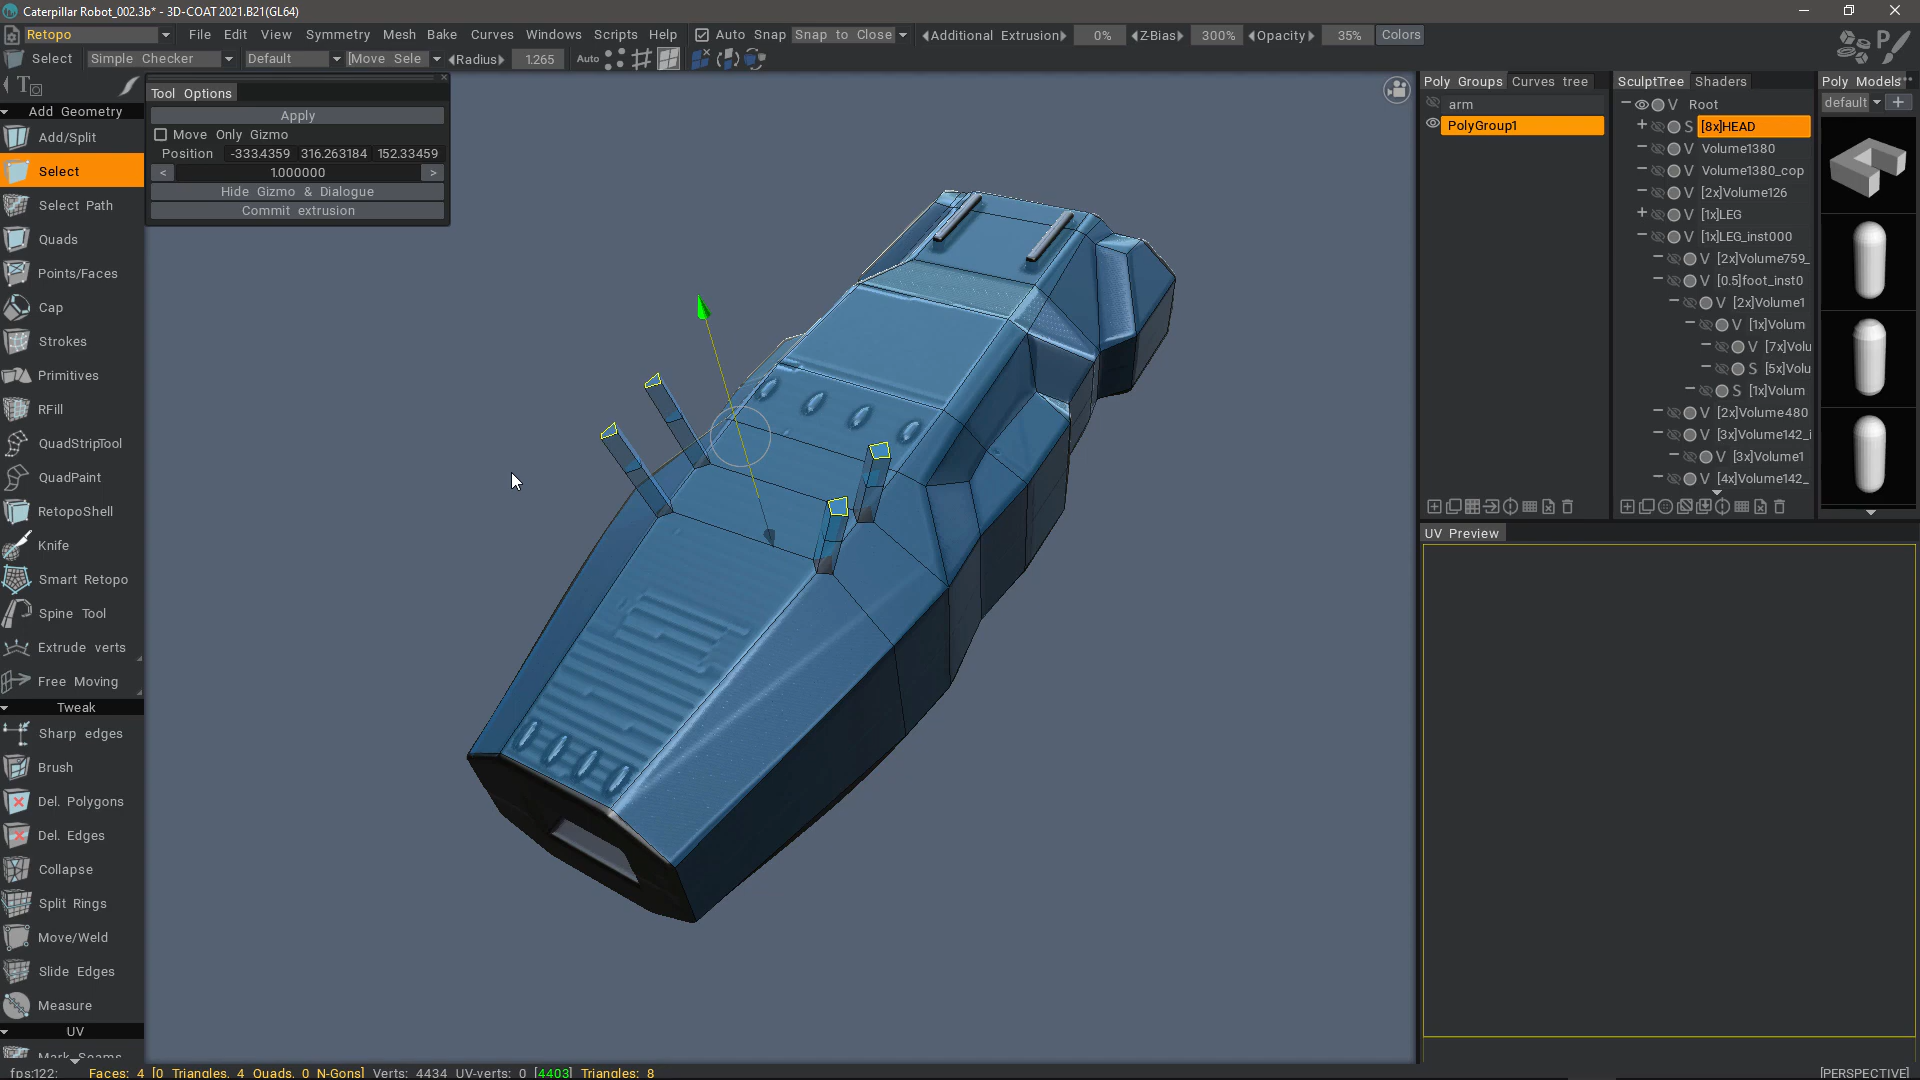 Caterpillar Robot_002.3b* - 3D-COAT 2021.B21(GL64)
Retopo File Edit View Symmetry Mesh Bake Curves Windows Scripts Help Auto Snap Snap to Close Additional Extrusion 0% Z-Bias 300% Opacity 35% Colors
Select Simple Checker Default [Move Sele Radius 1.265 Auto
Tool Options
Apply
Move Only Gizmo
Position -333.4359 316.263184 152.33459
< 1.000000 >
Hide Gizmo & Dialogue
Commit extrusion
Add Geometry
Add/Split
Select
Select Path
Quads
Points/Faces
Cap
Strokes
Primitives
RFill
QuadStripTool
QuadPaint
RetopoShell
Knife
Smart Retopo
Spine Tool
Extrude verts
Free Moving
Tweak
Sharp edges
Brush
Del. Polygons
Del. Edges
Collapse
Split Rings
Move/Weld
Slide Edges
Measure
UV
Mark Seams
Poly Groups Curves tree
arm
PolyGroup1
SculptTree Shaders
V Root
S [8x]HEAD
V Volume1380
V Volume1380_cop
V [2x]Volume126
V [1x]LEG
V [1x]LEG_inst000
V [2x]Volume759_
V [0.5]foot_inst0
V [2x]Volume1
V [1x]Volum
V [7x]Volu
S [5x]Volu
S [1x]Volum
V [2x]Volume480
V [3x]Volume142_i
V [3x]Volume1
V [4x]Volume142_
Poly Models
default +
UV Preview
fps:122; Faces: 4 [0 Triangles, 4 Quads, 0 N-Gons] Verts: 4434 UV-verts: 0 [4403] Triangles: 8 [PERSPECTIVE]